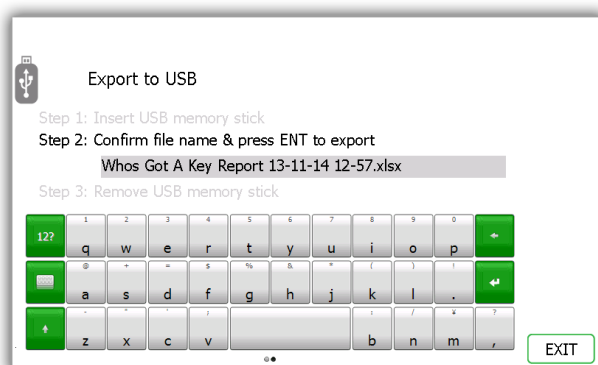 Export to USB
Step 1: Insert USB memory stick
Step 2: Confirm file name & press ENT to export
Whos Got A Key Report 13-11-14 12-57.xlsx
Step 3: Remove USB memory stick
1 2 3 4 5 6 7 8 9 0
12? q w e r t y u i o p
@ + = $ % & * ( ) !
a s d f g h j k l .
- " ' ; : / ¥ ?
z x c v b n m ,
EXIT